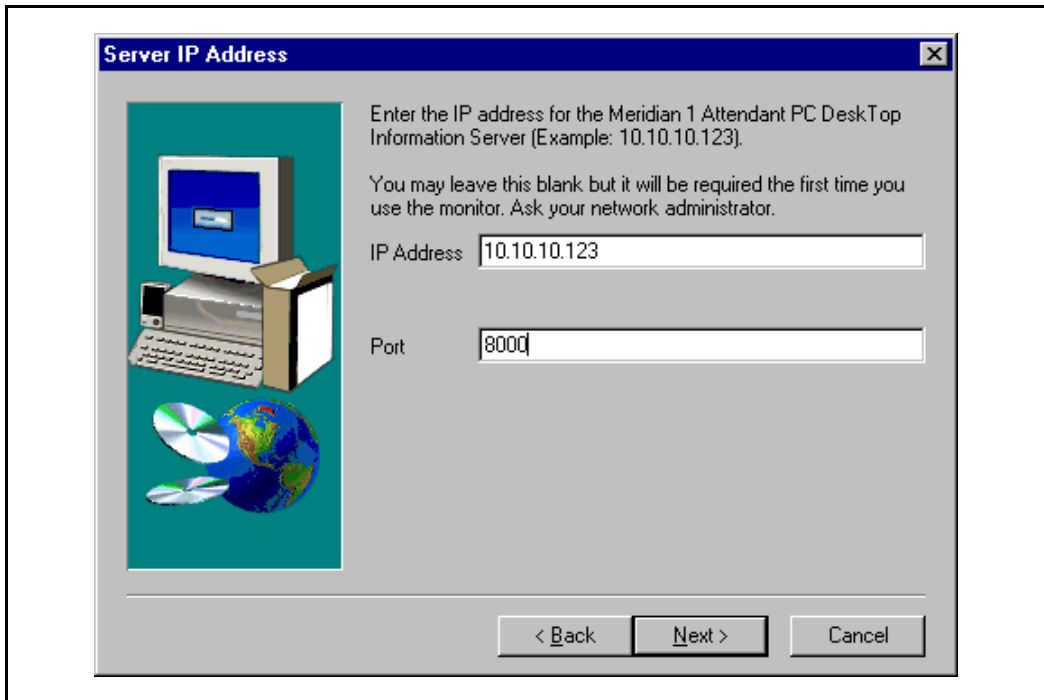 Server IP Address
Enter the IP address for the Meridian 1 Attendant PC DeskTop
Information Server (Example: 10.10.10.123).
You may leave this blank but it will be required the first time you
use the monitor. Ask your network administrator.
IP Address 10.10.10.123
Port 8000
< Back Next > Cancel